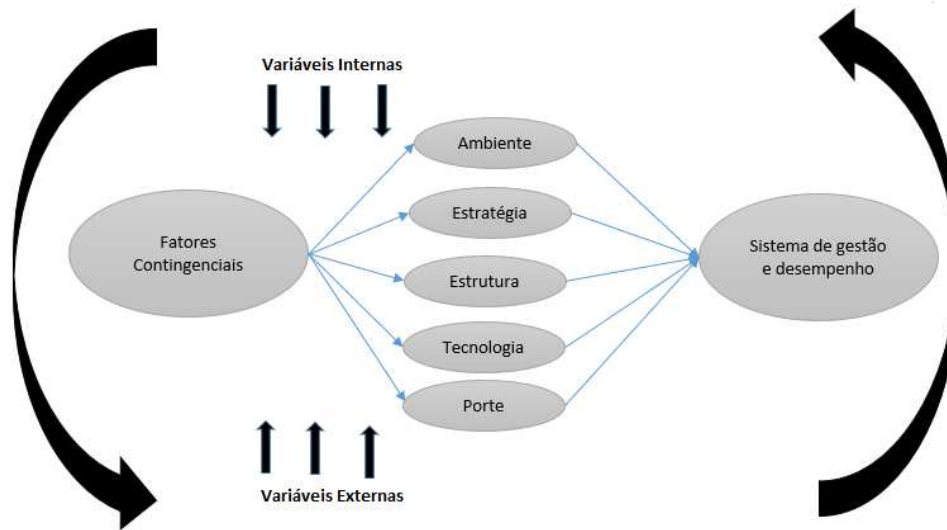 Variáveis Internas
Ambiente
Estratégia
Fatores
Contingenciais
Sistema de gestão
e desempenho
Estrutura
Tecnologia
Porte
Variáveis Externas